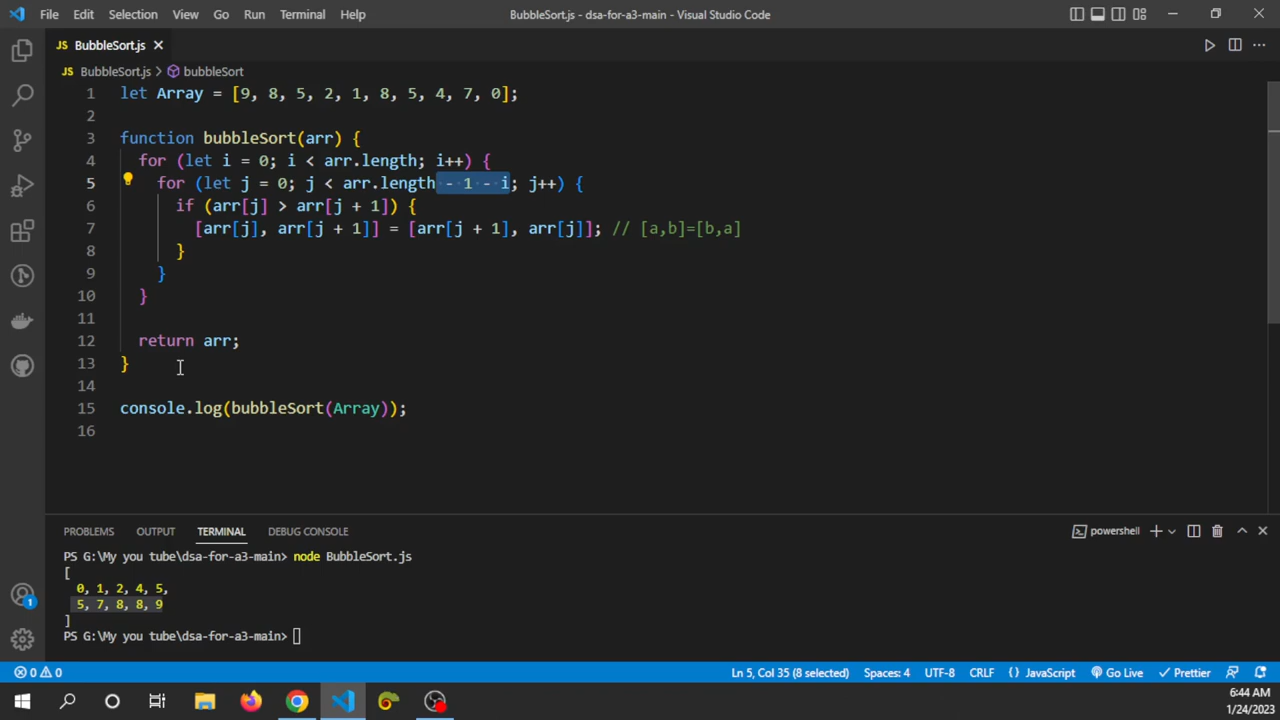 File Edit Selection View Go Run Terminal Help BubbleSort.js - dsa-for-a3-main - Visual Studio Code
JS BubbleSort.js
JS BubbleSort.js > bubbleSort
1 let Array = [9, 8, 5, 2, 1, 8, 5, 4, 7, 0];
2
3 function bubbleSort(arr) {
4 for (let i = 0; i < arr.length; i++) {
5 for (let j = 0; j < arr.length - 1 - i; j++) {
6 if (arr[j] > arr[j + 1]) {
7 [arr[j], arr[j + 1]] = [arr[j + 1], arr[j]]; // [a,b]=[b,a]
8 }
9 }
10 }
11
12 return arr;
13 }
14
15 console.log(bubbleSort(Array));
16
PROBLEMS OUTPUT TERMINAL DEBUG CONSOLE powershell
PS G:\My you tube\dsa-for-a3-main> node BubbleSort.js
[
0, 1, 2, 4, 5,
5, 7, 8, 8, 9
]
PS G:\My you tube\dsa-for-a3-main>
1
0 0 Ln 5, Col 35 (8 selected) Spaces: 4 UTF-8 CRLF { } JavaScript Go Live Prettier
6:44 AM
1/24/2023